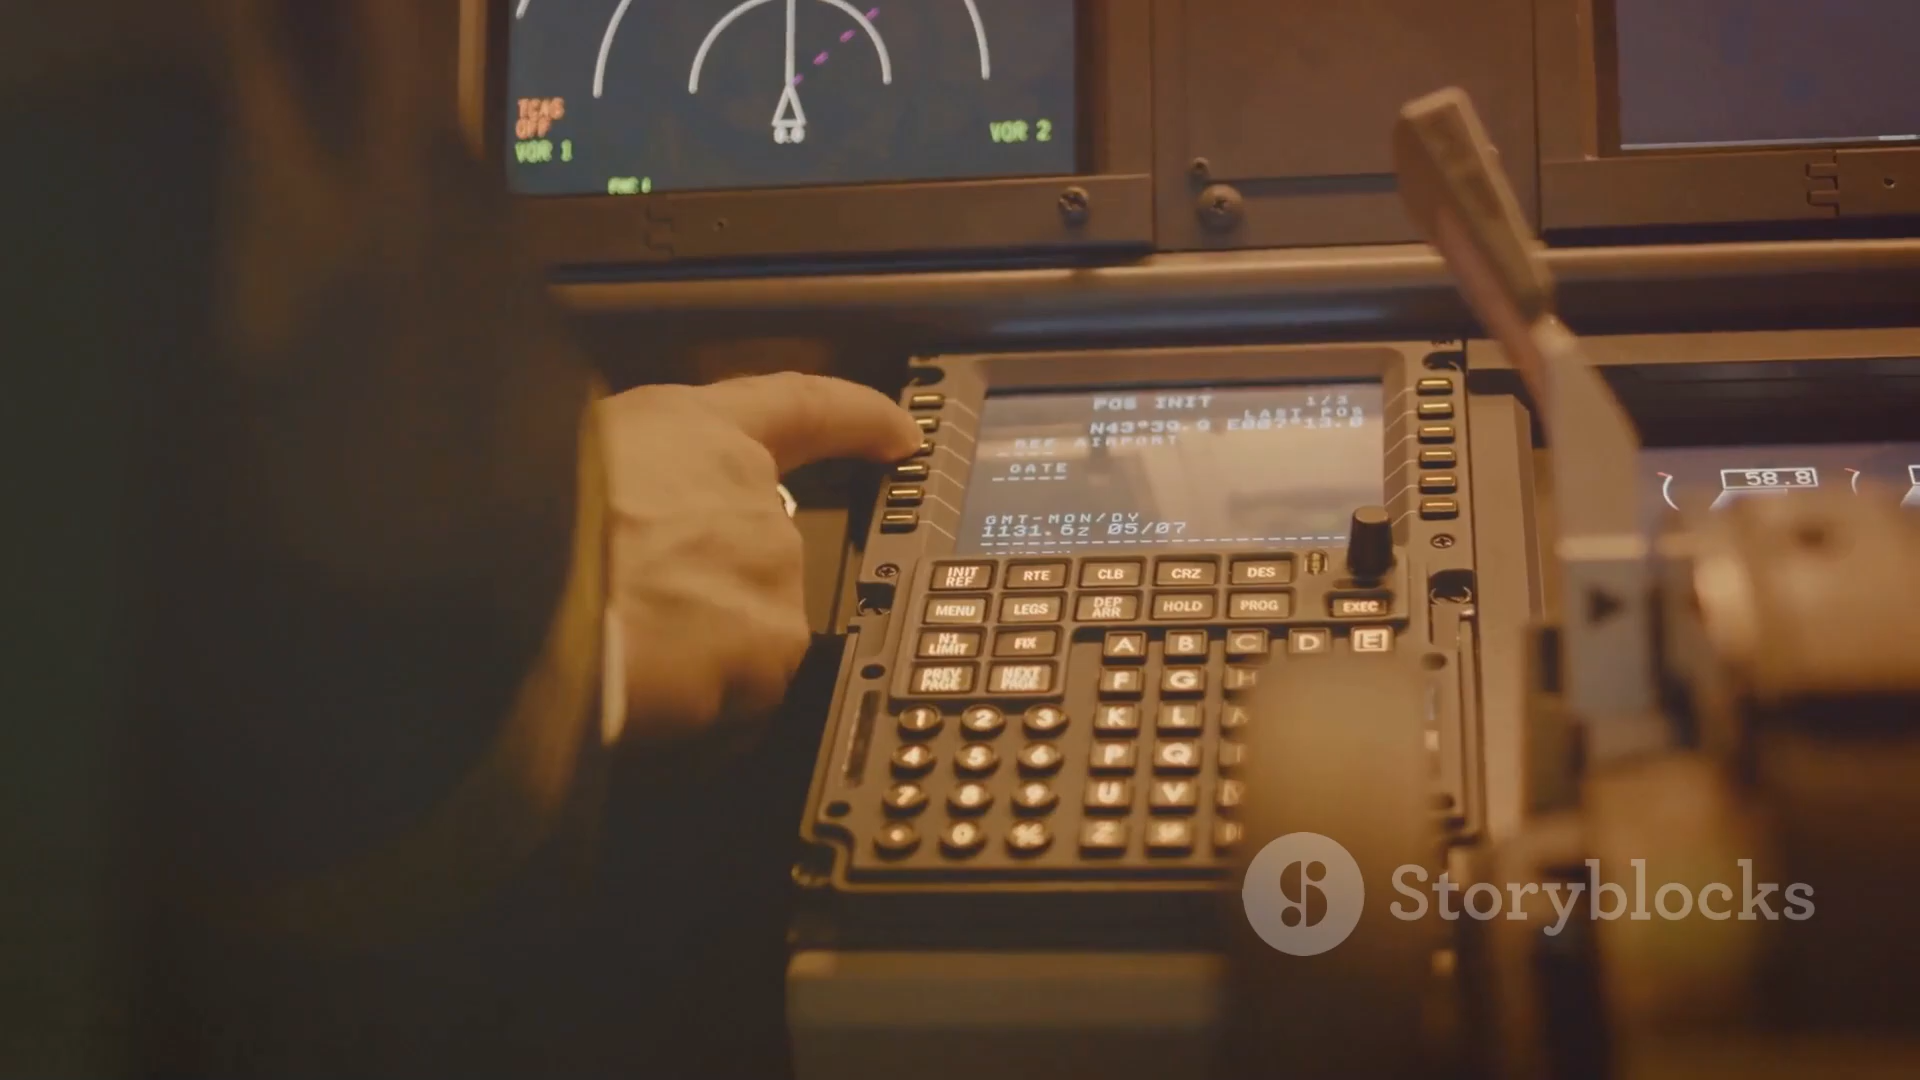 TCAS
OFF
VOR 1
VOR 2
0.0
POS INIT 1/3
LAST POS
N43°39.9 E007°13.0
REF AIRPORT
GATE
GMT-MON/DY
1131.6z 05/07
58.8
INIT REF RTE CLB CRZ DES
MENU LEGS DEP ARR HOLD PROG EXEC
N1 LIMIT FIX
A B C D E
PREV PAGE NEXT PAGE
F G H
1 2 3 K L
4 5 6 P Q
7 8 9 U V
0 +/- Z SP
Storyblocks